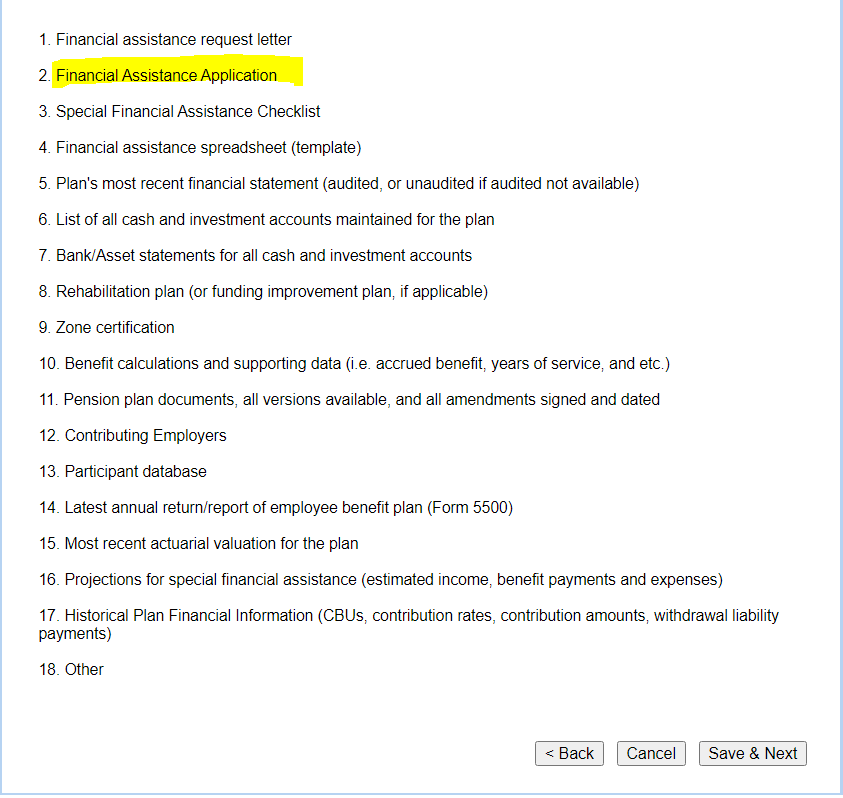 1. Financial assistance request letter
2. Financial Assistance Application
3. Special Financial Assistance Checklist
4. Financial assistance spreadsheet (template)
5. Plan's most recent financial statement (audited, or unaudited if audited not available)
6. List of all cash and investment accounts maintained for the plan
7. Bank/Asset statements for all cash and investment accounts
8. Rehabilitation plan (or funding improvement plan, if applicable)
9. Zone certification
10. Benefit calculations and supporting data (i.e. accrued benefit, years of service, and etc.)
11. Pension plan documents, all versions available, and all amendments signed and dated
12. Contributing Employers
13. Participant database
14. Latest annual return/report of employee benefit plan (Form 5500)
15. Most recent actuarial valuation for the plan
16. Projections for special financial assistance (estimated income, benefit payments and expenses)
17. Historical Plan Financial Information (CBUs, contribution rates, contribution amounts, withdrawal liability
payments)
18. Other
< Back Cancel Save & Next